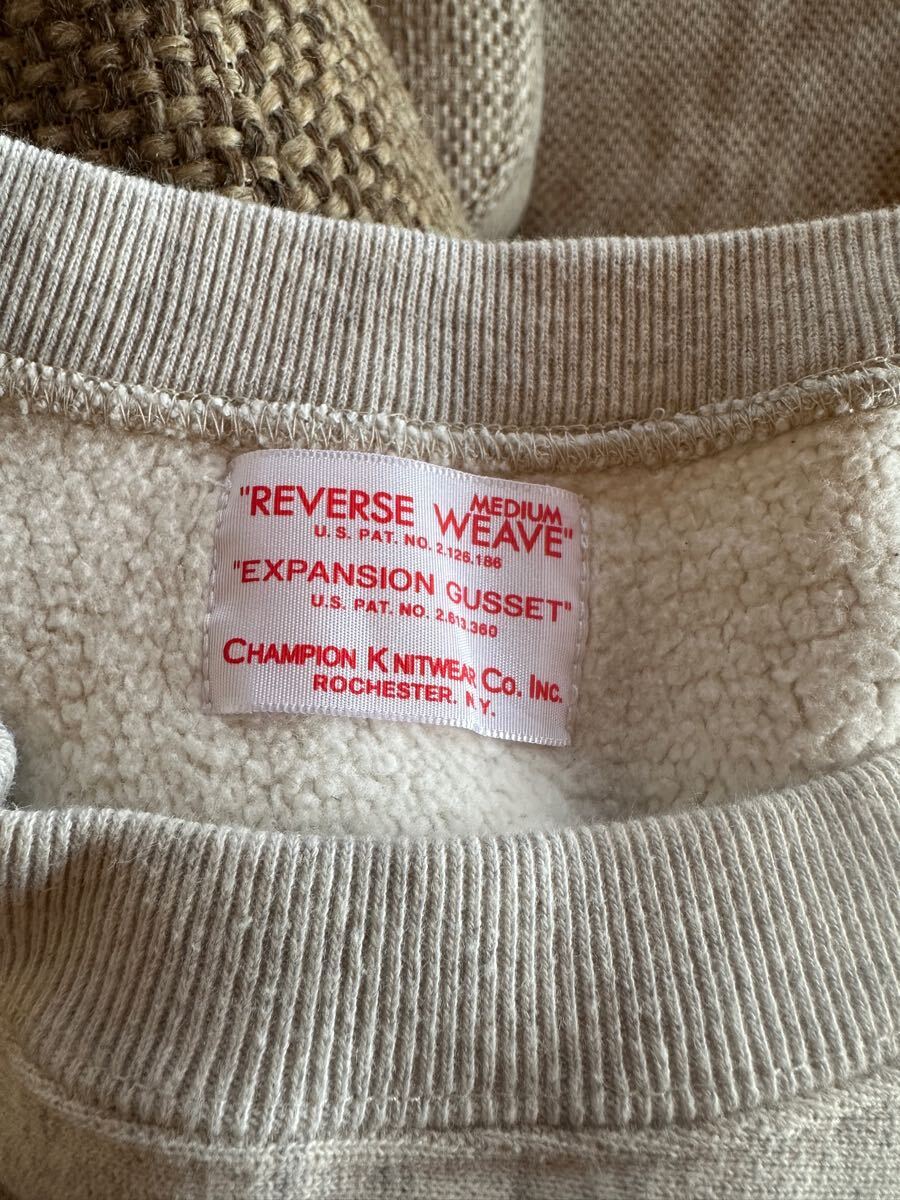 MEDIUM
"REVERSE WEAVE"
U.S. PAT. NO. 2.126.186
"EXPANSION GUSSET"
U.S. PAT. NO. 2.613.360
CHAMPION KNITWEAR CO. INC.
ROCHESTER. N.Y.